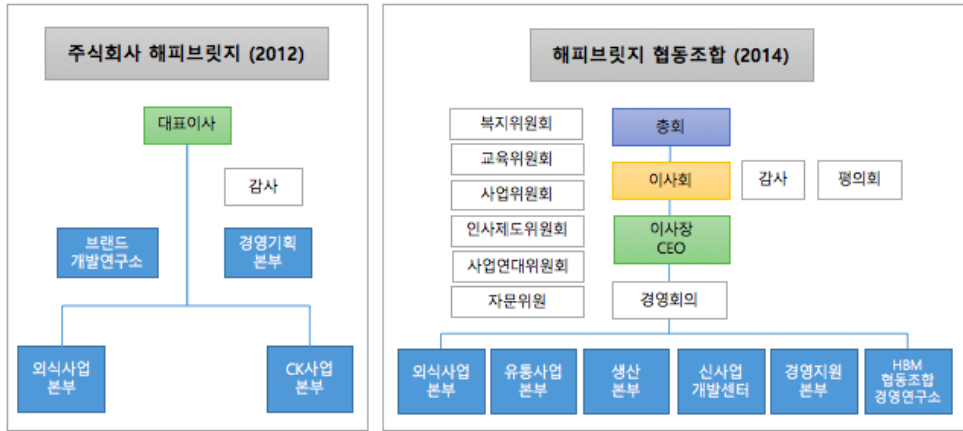 주식회사 해피브릿지 (2012)
대표이사
감사
브랜드
개발연구소
경영기획
본부
외식사업
본부
CK사업
본부
해피브릿지 협동조합 (2014)
복지위원회
교육위원회
사업위원회
인사제도위원회
사업연대위원회
자문위원
총회
이사회
감사
평의회
이사장
CEO
경영회의
외식사업
본부
유통사업
본부
생산
본부
신사업
개발센터
경영지원
본부
HBM
협동조합
경영연구소